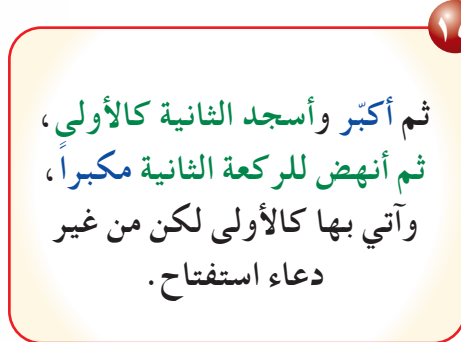 ثم أكبّر وأسجد الثانية كالأولى،
ثم أنهض للركعة الثانية مكبراً،
وآتي بها كالأولى لكن من غير
دعاء استفتاح.